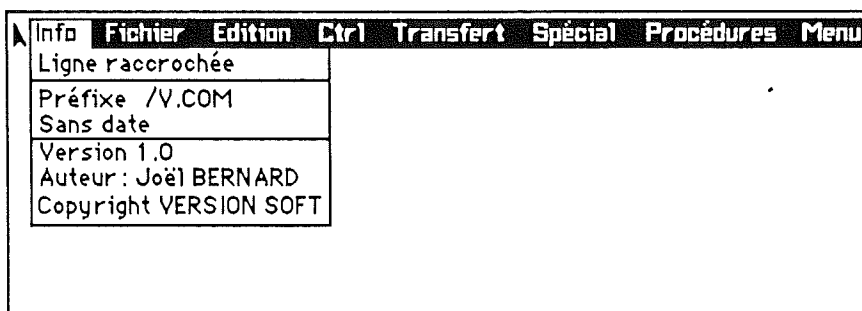 Info Fichier Edition Ctrl Transfert Spécial Procédures Menu
Ligne raccrochée
Préfixe /V.COM
Sans date
Version 1.0
Auteur : Joël BERNARD
Copyright VERSION SOFT